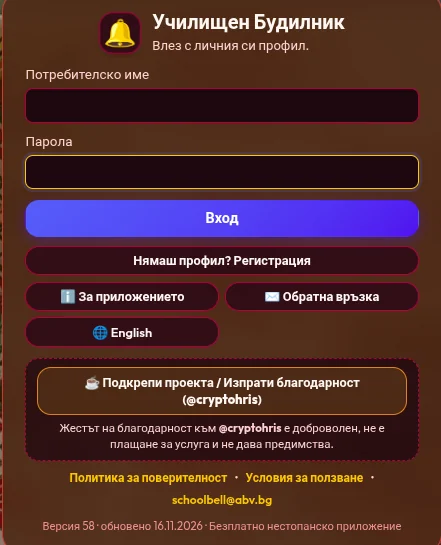 Училищен Будилник
Влез с личния си профил.
Потребителско име
Парола
Вход
Нямаш профил? Регистрация
ℹ️ За приложението
✉️ Обратна връзка
🌐 English
☕ Подкрепи проекта / Изпрати благодарност
(@cryptohris)
Жестът на благодарност към @cryptohris е доброволен, не е
плащане за услуга и не дава предимства.
Политика за поверителност · Условия за ползване ·
schoolbell@abv.bg
Версия 58 · обновено 16.11.2026 · Безплатно нестопанско приложение